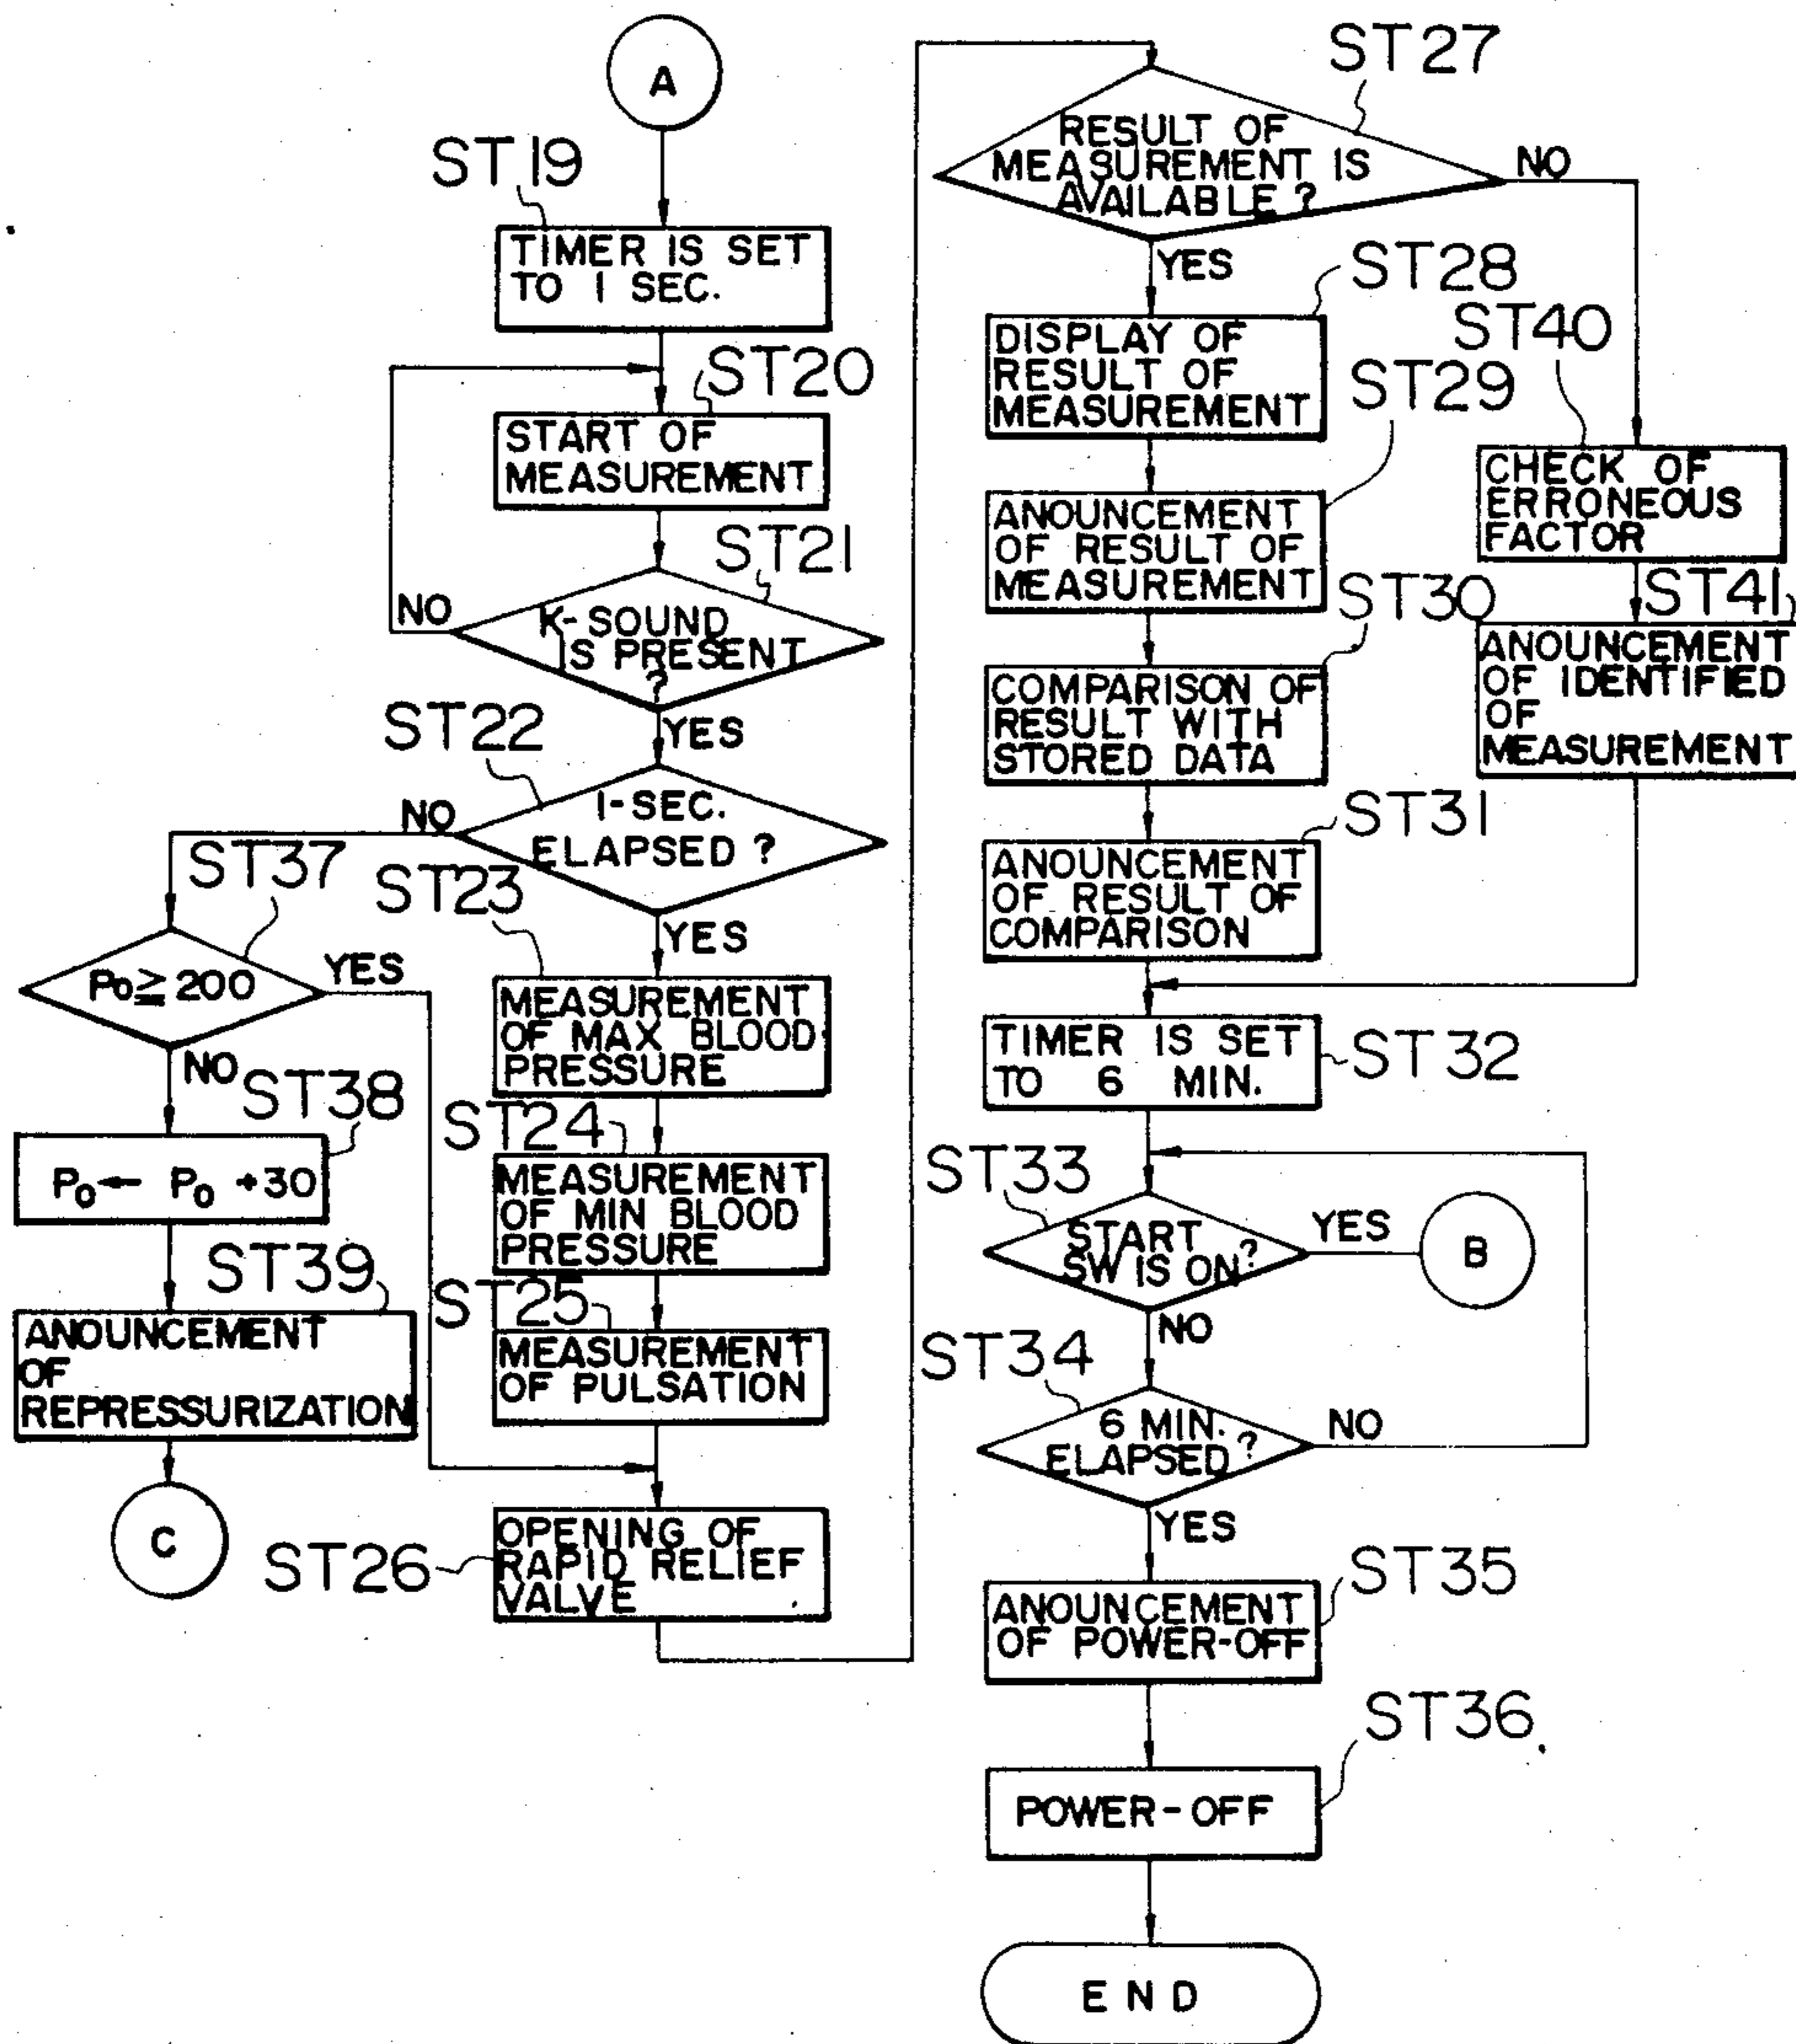 A
ST19
TIMER IS SET
TO 1 SEC.
ST20
START OF
MEASUREMENT
ST21
K-SOUND
IS PRESENT
?
NO
YES
ST22
1-SEC.
ELAPSED ?
NO
YES
ST37
Po ≧ 200
YES
NO
ST38
Po ← Po +30
ST39
ANOUNCEMENT
OF
REPRESSURIZATION
C
ST23
MEASUREMENT
OF MAX BLOOD
PRESSURE
ST24
MEASUREMENT
OF MIN BLOOD
PRESSURE
ST25
MEASUREMENT
OF PULSATION
ST26
OPENING OF
RAPID RELIEF
VALVE
ST27
RESULT OF
MEASUREMENT IS
AVAILABLE ?
NO
YES
ST28
DISPLAY OF
RESULT OF
MEASUREMENT
ST29
ANOUNCEMENT
OF RESULT OF
MEASUREMENT
ST30
COMPARISON OF
RESULT WITH
STORED DATA
ST31
ANOUNCEMENT
OF RESULT OF
COMPARISON
ST40
CHECK OF
ERRONEOUS
FACTOR
ST41
ANOUNCEMENT
OF IDENTIFIED
OF
MEASUREMENT
ST32
TIMER IS SET
TO 6 MIN.
ST33
START
SW IS ON ?
YES
B
NO
ST34
6 MIN.
ELAPSED ?
NO
YES
ST35
ANOUNCEMENT
OF POWER-OFF
ST36
POWER-OFF
END